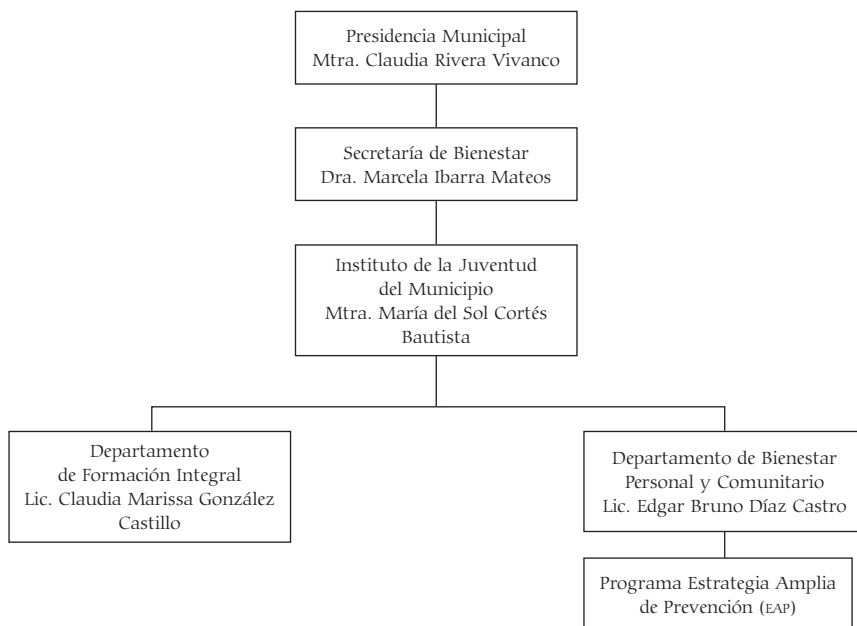 Presidencia Municipal
Mtra. Claudia Rivera Vivanco
Secretaría de Bienestar
Dra. Marcela Ibarra Mateos
Instituto de la Juventud
del Municipio
Mtra. María del Sol Cortés
Bautista
Departamento
de Formación Integral
Lic. Claudia Marissa González
Castillo
Departamento de Bienestar
Personal y Comunitario
Lic. Edgar Bruno Díaz Castro
Programa Estrategia Amplia
de Prevención (EAP)